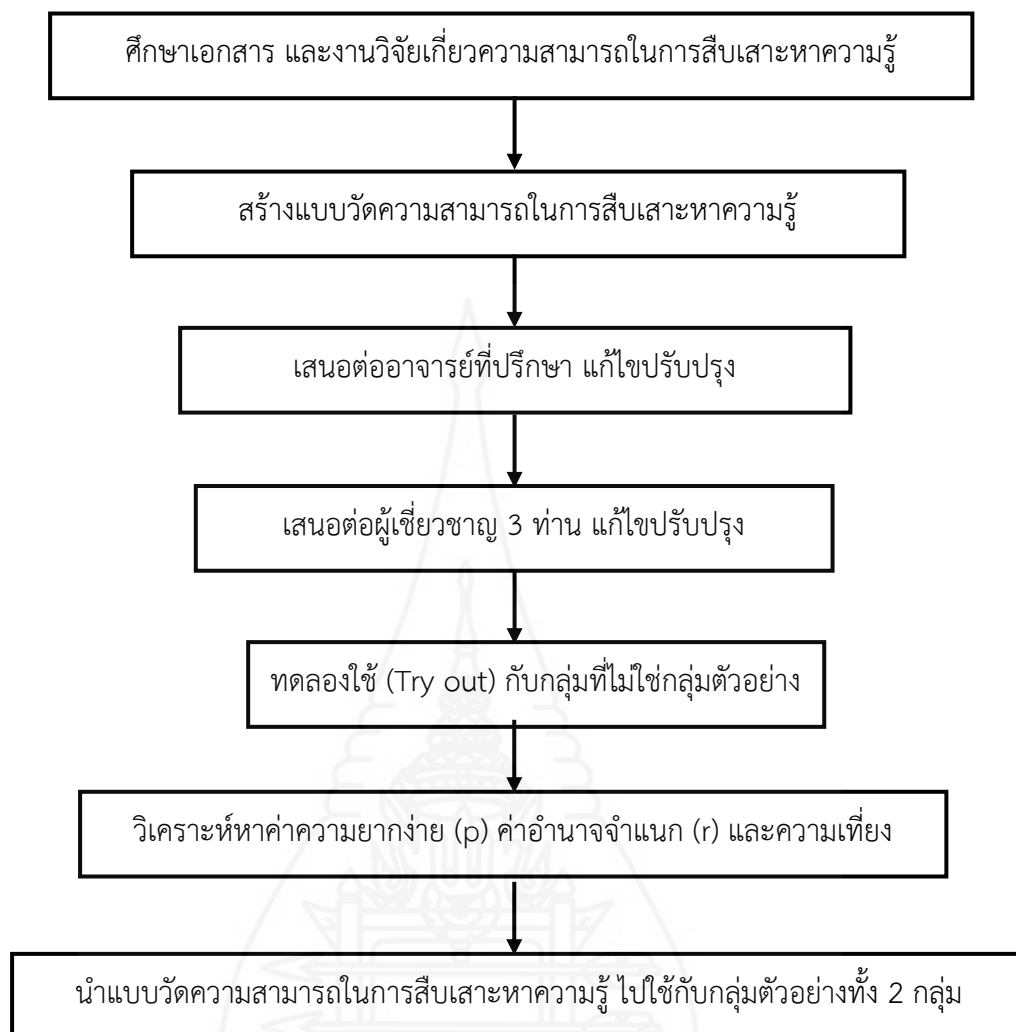 ศึกษาเอกสาร และงานวิจัยเกี่ยวความสามารถในการสืบเสาะหาความรู้
สร้างแบบวัดความสามารถในการสืบเสาะหาความรู้
เสนอต่ออาจารย์ที่ปรึกษา แก้ไขปรับปรุง
เสนอต่อผู้เชี่ยวชาญ 3 ท่าน แก้ไขปรับปรุง
ทดลองใช้ (Try out) กับกลุ่มที่ไม่ใช่กลุ่มตัวอย่าง
วิเคราะห์หาค่าความยากง่าย (p) ค่าอำนาจจำแนก (r) และความเที่ยง
นำแบบวัดความสามารถในการสืบเสาะหาความรู้ ไปใช้กับกลุ่มตัวอย่างทั้ง 2 กลุ่ม